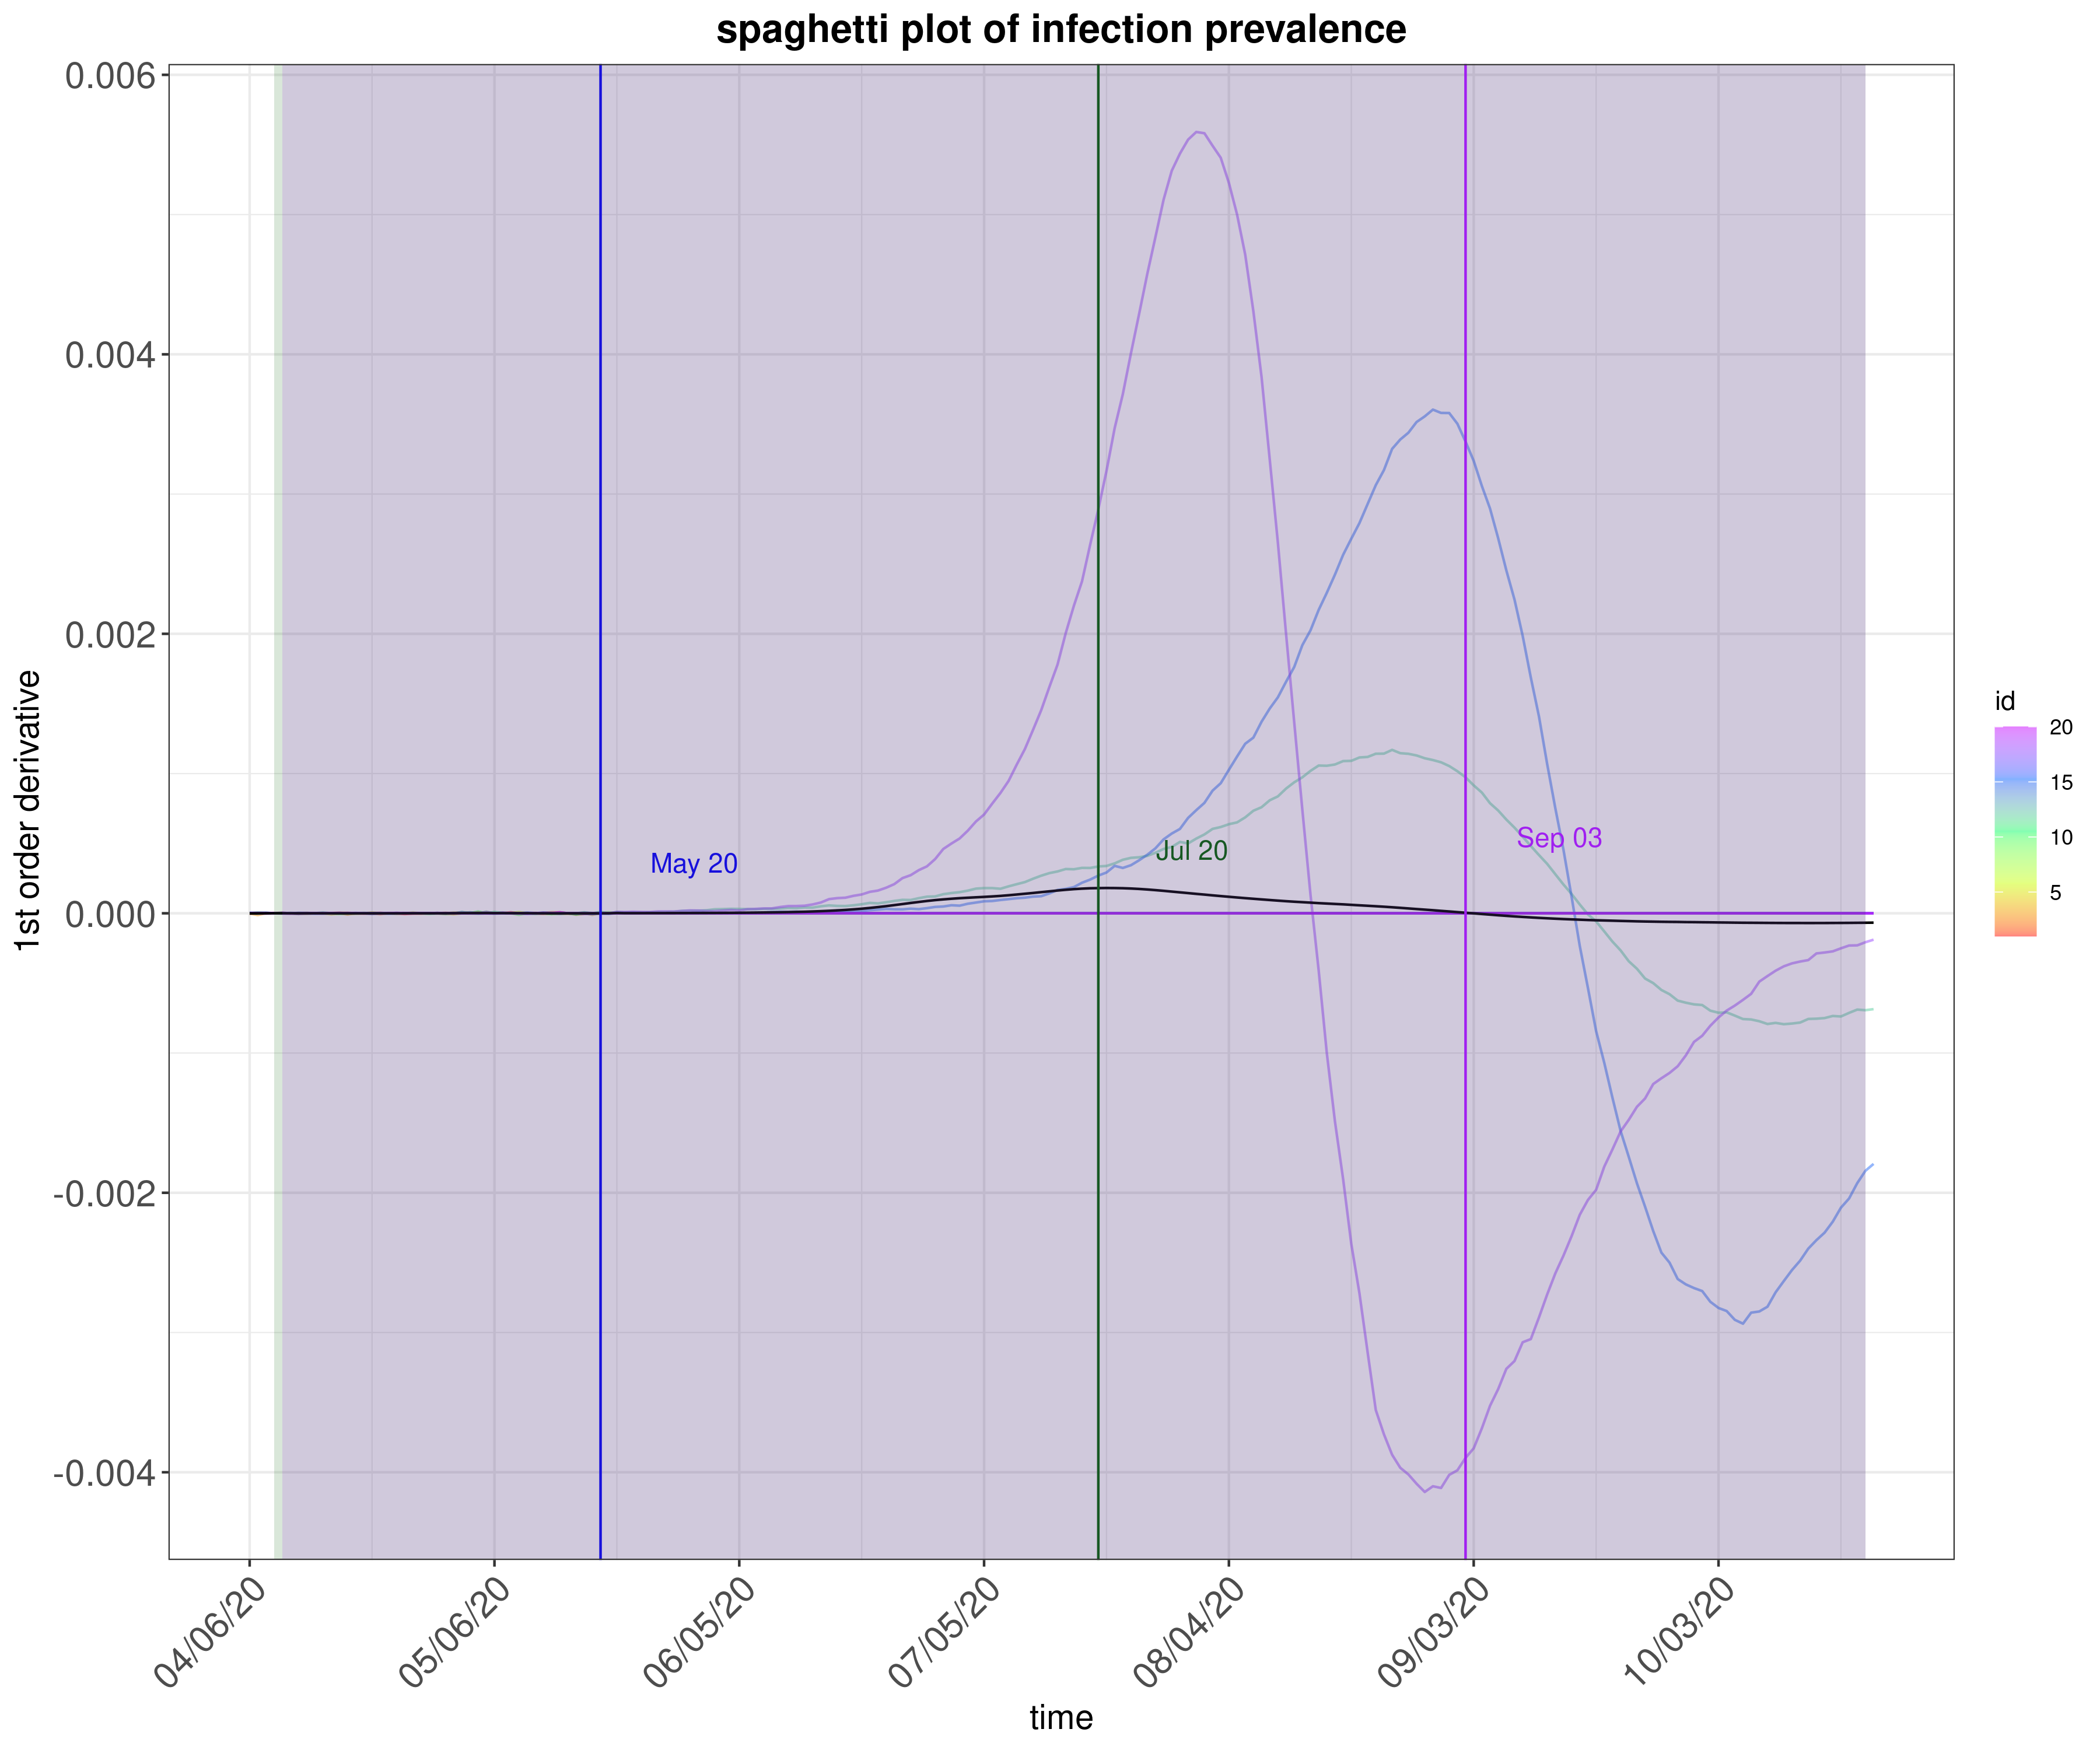 spaghetti plot of infection prevalence
0.006
0.004
0.002
0.000
-0.002
-0.004
1st order derivative
May 20
Jul 20
Sep 03
04/06/20
05/06/20
06/05/20
07/05/20
08/04/20
09/03/20
10/03/20
time
id
20
15
10
5